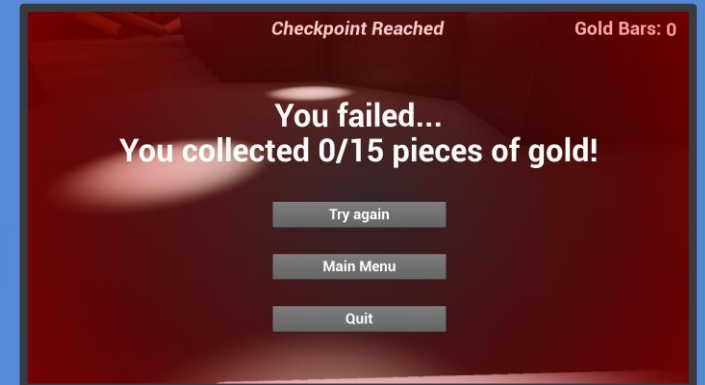 Checkpoint Reached
Gold Bars: 0
You failed...
You collected 0/15 pieces of gold!
Try again
Main Menu
Quit